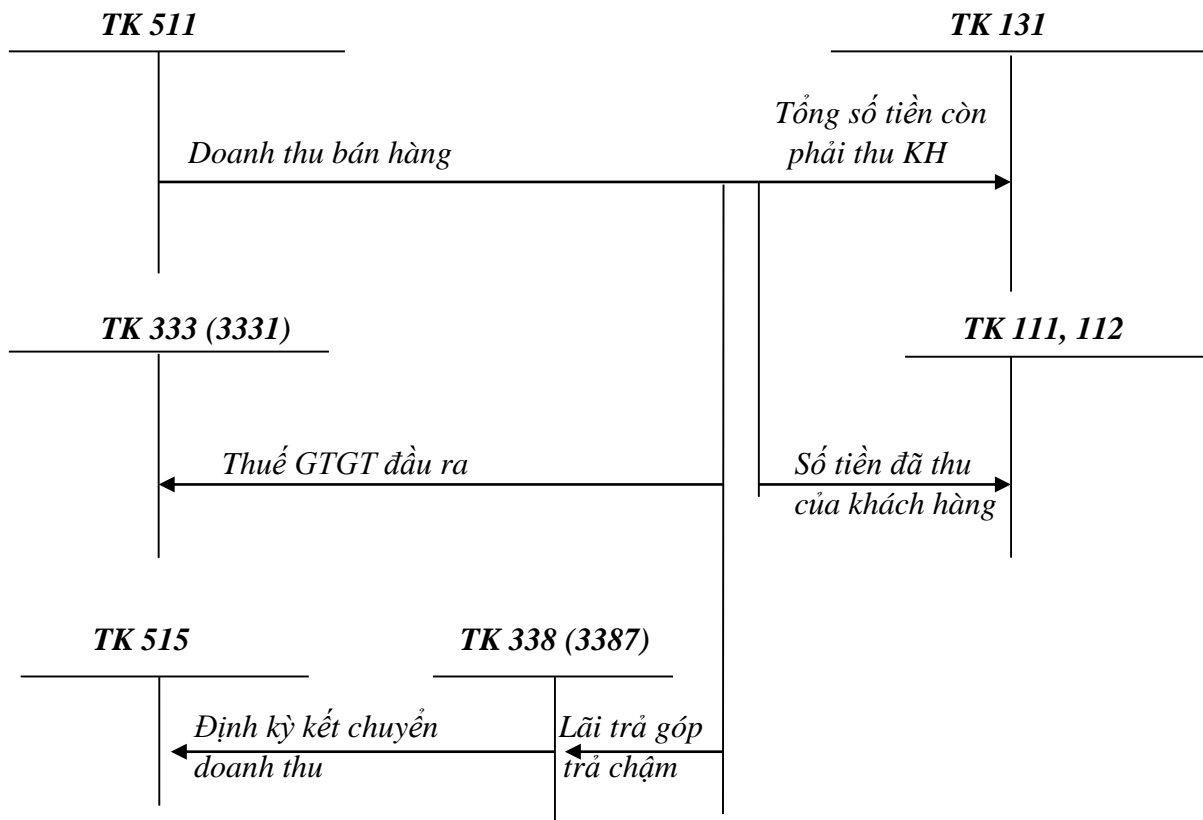 TK 511
TK 131
Tổng số tiền còn
phải thu KH
Doanh thu bán hàng
TK 333 (3331)
TK 111, 112
Thuế GTGT đầu ra
Số tiền đã thu
của khách hàng
TK 515
TK 338 (3387)
Định kỳ kết chuyển
doanh thu
Lãi trả góp
trả chậm